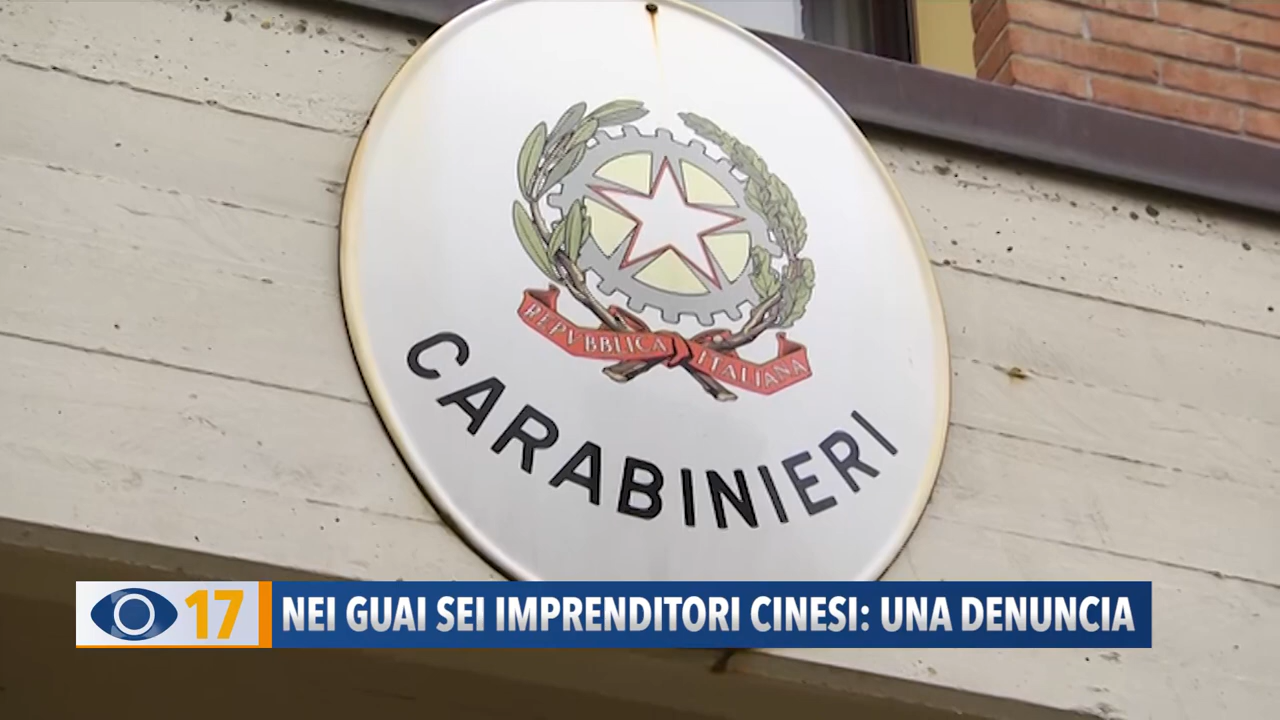 REPVBBLICA ITALIANA
CARABINIERI
17 NEI GUAI SEI IMPRENDITORI CINESI: UNA DENUNCIA